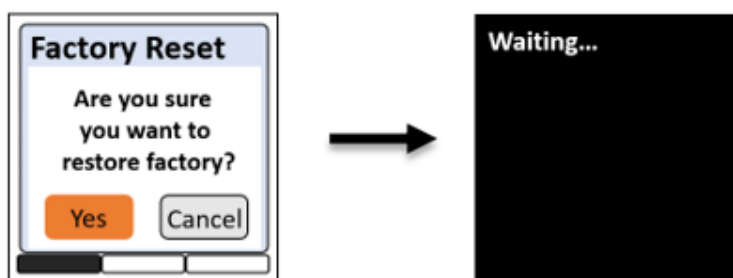 Factory Reset
Are you sure
you want to
restore factory?
Yes
Cancel
Waiting...